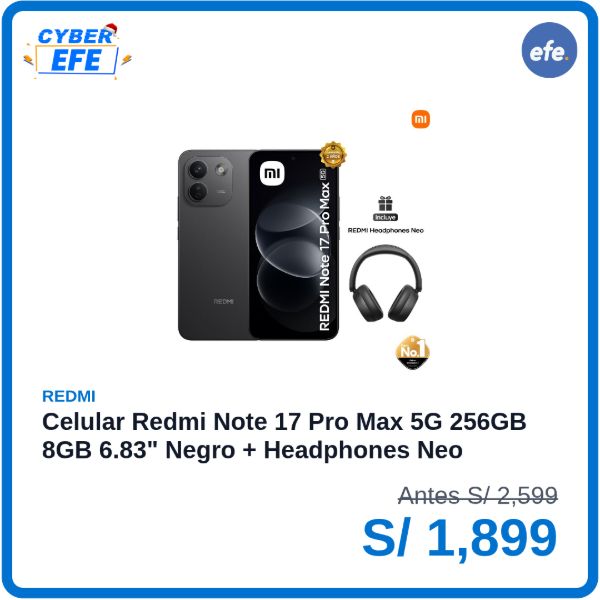 CYBER
EFE
efe.
mi
REDMI Note 17 Pro Max 5G
REDMI
Incluye
REDMI Headphones Neo
No.1
REDMI
Celular Redmi Note 17 Pro Max 5G 256GB
8GB 6.83" Negro + Headphones Neo
Antes S/ 2,599
S/ 1,899